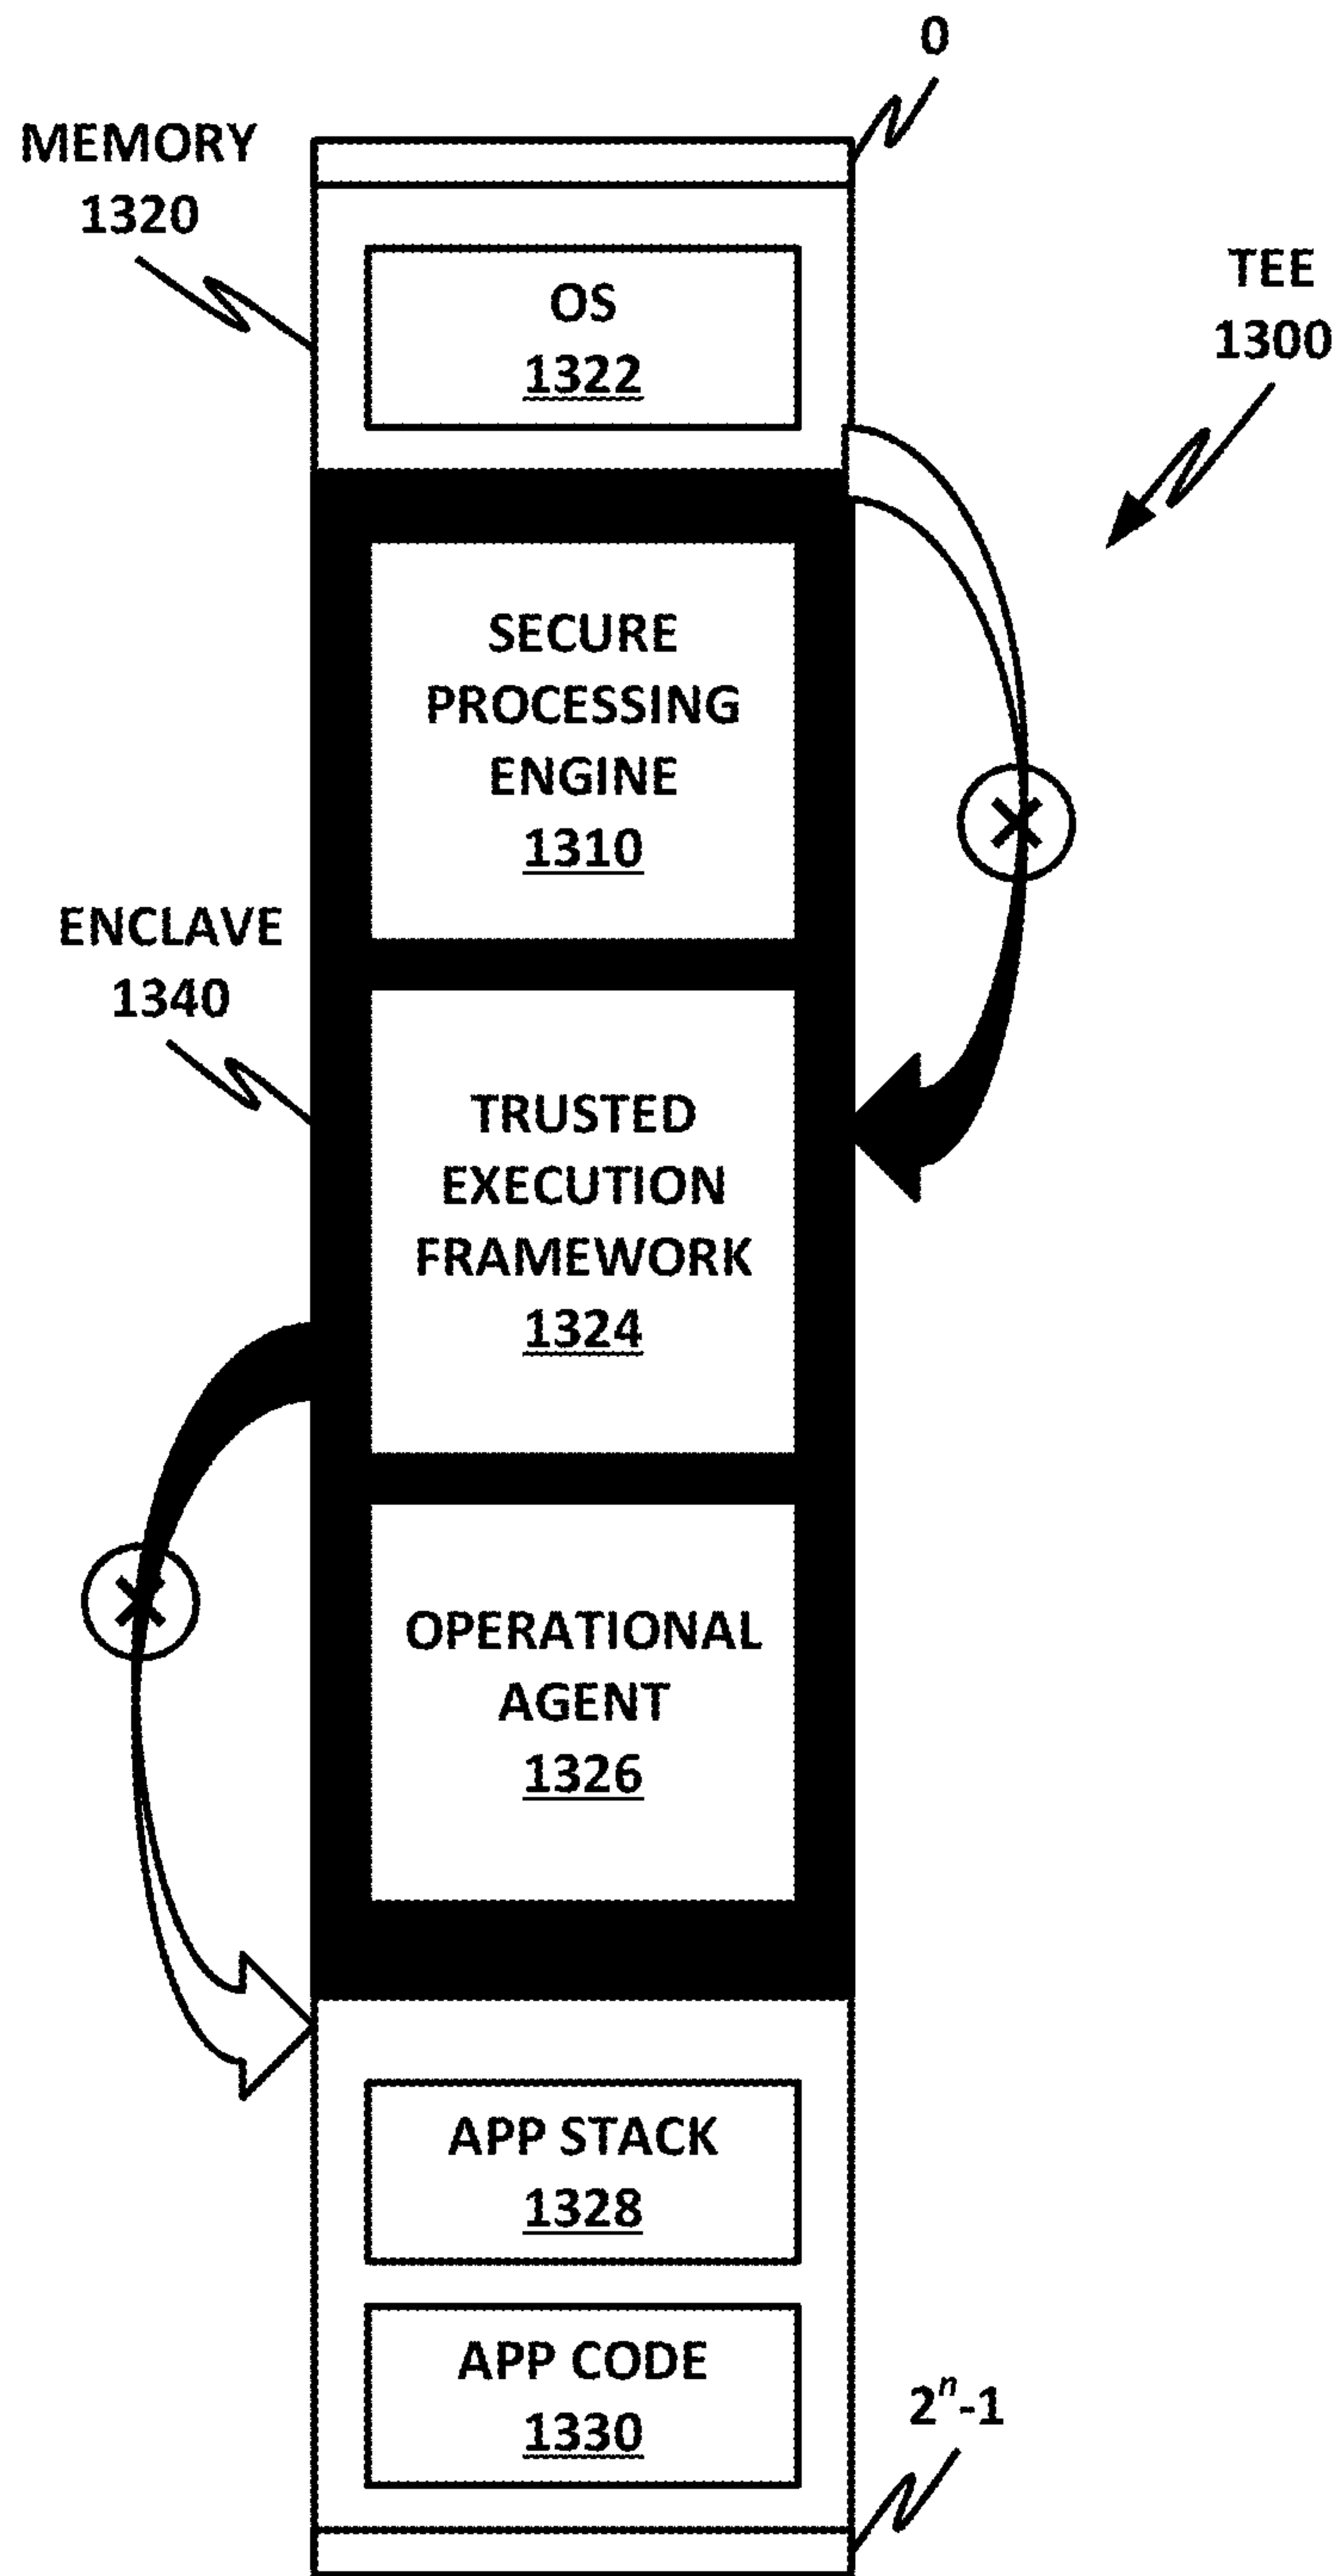 0
MEMORY
1320
TEE
1300
OS
1322
SECURE
PROCESSING
ENGINE
1310
ENCLAVE
1340
TRUSTED
EXECUTION
FRAMEWORK
1324
OPERATIONAL
AGENT
1326
APP STACK
1328
APP CODE
1330
2ⁿ-1